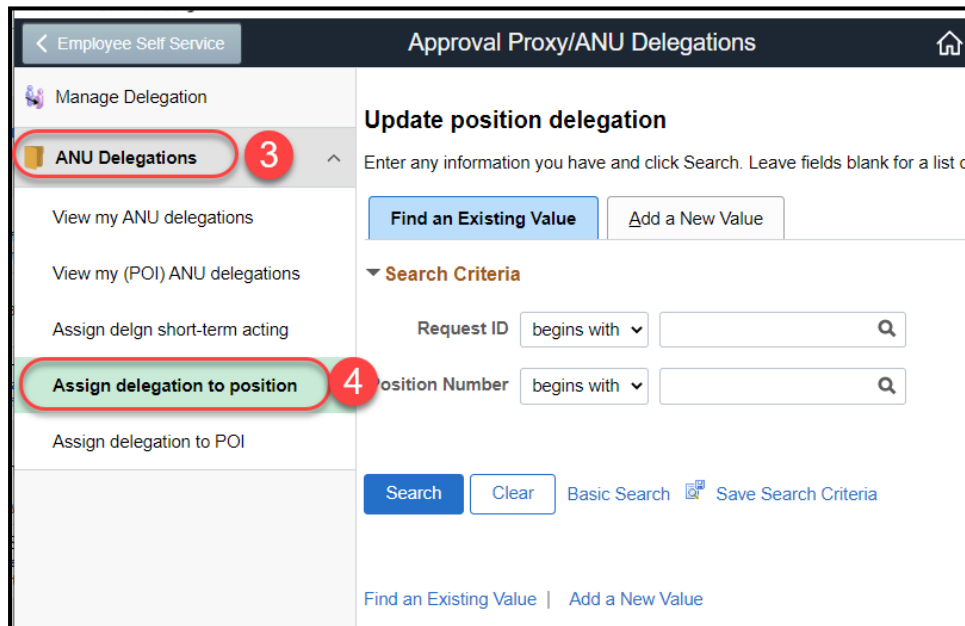 Employee Self Service
Approval Proxy/ANU Delegations
Manage Delegation
ANU Delegations
3
View my ANU delegations
View my (POI) ANU delegations
Assign delgn short-term acting
Assign delegation to position
4
Assign delegation to POI
Update position delegation
Enter any information you have and click Search. Leave fields blank for a list
Find an Existing Value
Add a New Value
Search Criteria
Request ID begins with
Position Number begins with
Search Clear Basic Search Save Search Criteria
Find an Existing Value | Add a New Value